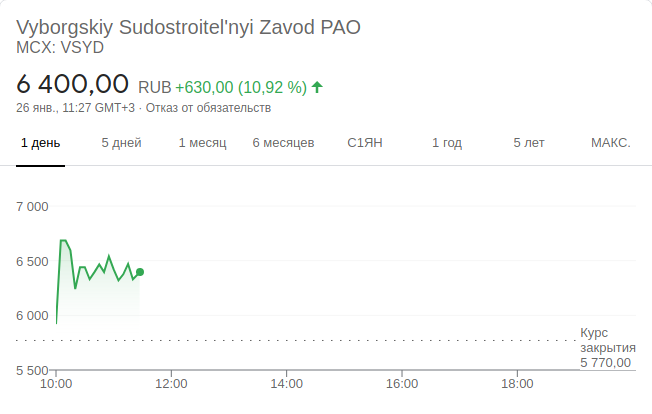 Vyborgskiy Sudostroitel'nyi Zavod PAO
MCX: VSYD
6 400,00 RUB +630,00 (10,92 %)
26 янв., 11:27 GMT+3 · Отказ от обязательств
1 день 5 дней 1 месяц 6 месяцев С1ЯН 1 год 5 лет МАКС.
7 000
6 500
6 000
Курс
закрытия
5 770,00
5 500
10:00 12:00 14:00 16:00 18:00